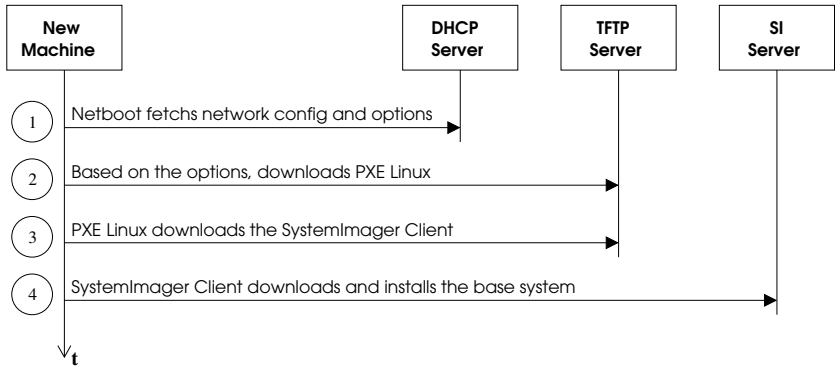 New
Machine
DHCP
Server
TFTP
Server
SI
Server
1
Netboot fetchs network config and options
2
Based on the options, downloads PXE Linux
3
PXE Linux downloads the SystemImager Client
4
SystemImager Client downloads and installs the base system
t